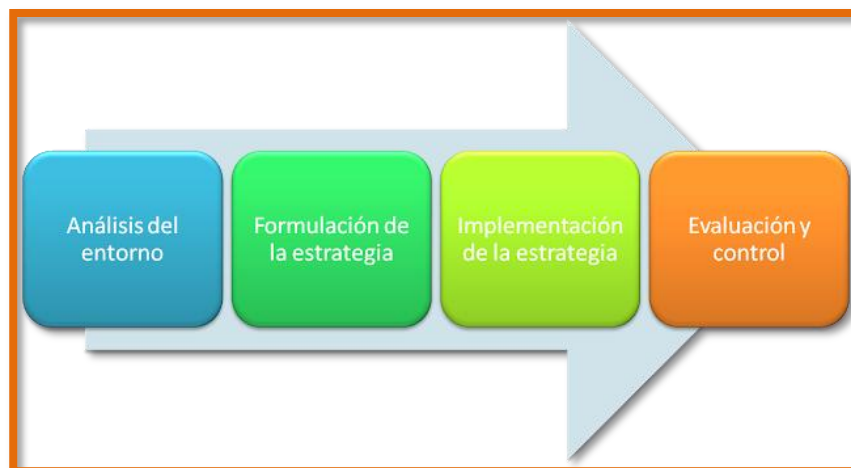 Análisis del
entorno
Formulación de
la estrategia
Implementación
de la estrategia
Evaluación y
control